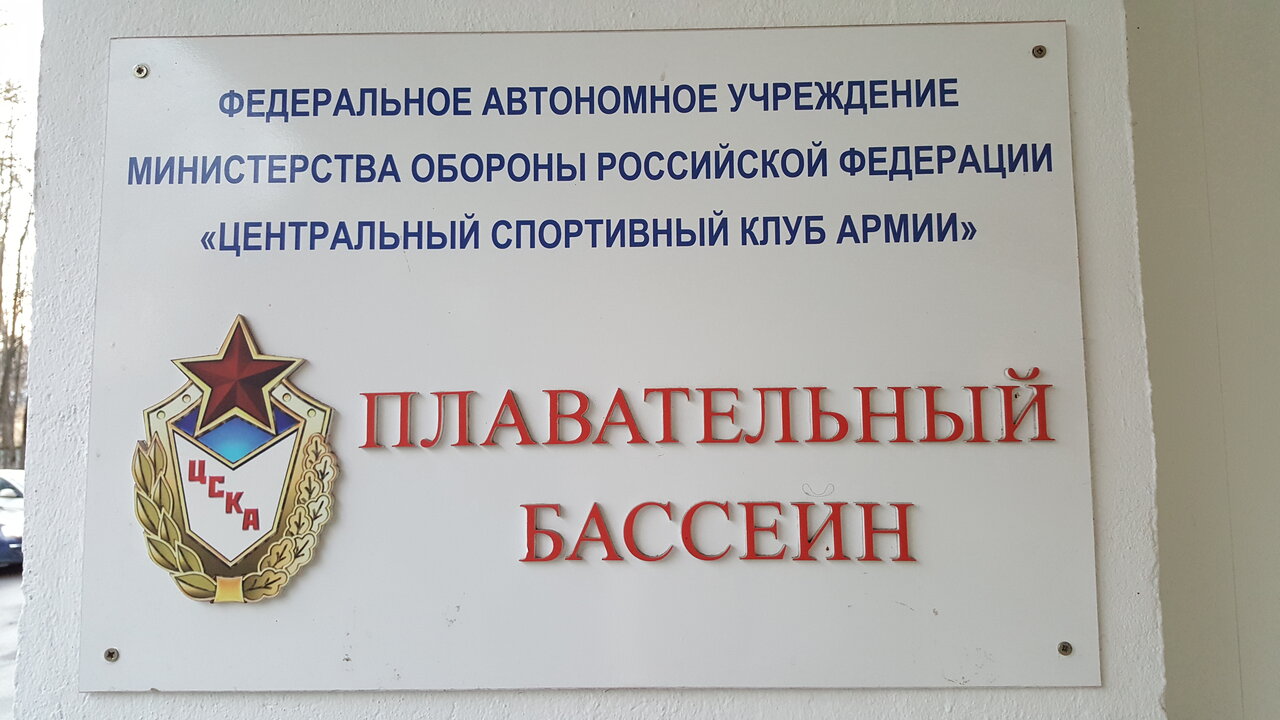 ФЕДЕРАЛЬНОЕ АВТОНОМНОЕ УЧРЕЖДЕНИЕ
МИНИСТЕРСТВА ОБОРОНЫ РОССИЙСКОЙ ФЕДЕРАЦИИ
«ЦЕНТРАЛЬНЫЙ СПОРТИВНЫЙ КЛУБ АРМИИ»
ЦСКА
ПЛАВАТЕЛЬНЫЙ
БАССЕЙН